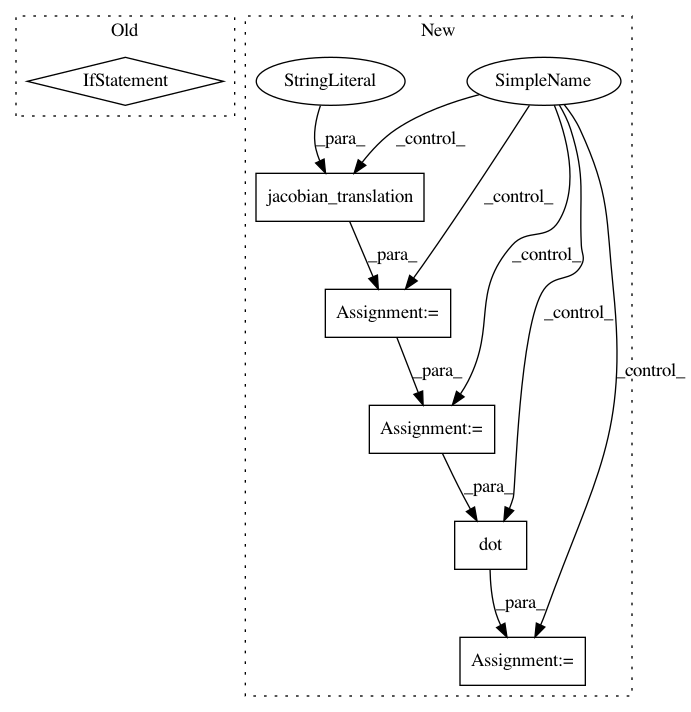 Old
New
IfStatement
StringLiteral
SimpleName
_para_
_control_
jacobian_translation
_control_
_para_
_control_
Assignment:=
_control_
_para_
_control_
Assignment:=
_para_
dot
_para_
Assignment:=